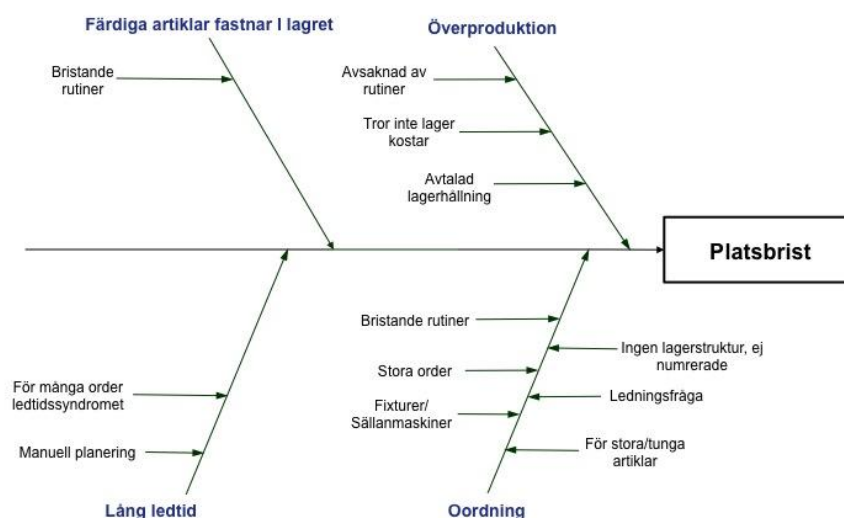 Färdiga artiklar fastnar I lagret
Överproduktion
Bristande
rutiner
Avsaknad av
rutiner
Tror inte lager
kostar
Avtalad
lagerhållning
Platsbrist
Bristande rutiner
Ingen lagerstruktur, ej
numrerade
Stora order
Ledningsfråga
Fixturer/
Sällanmaskiner
För stora/tunga
artiklar
För många order
ledtidssyndromet
Manuell planering
Lång ledtid
Oordning